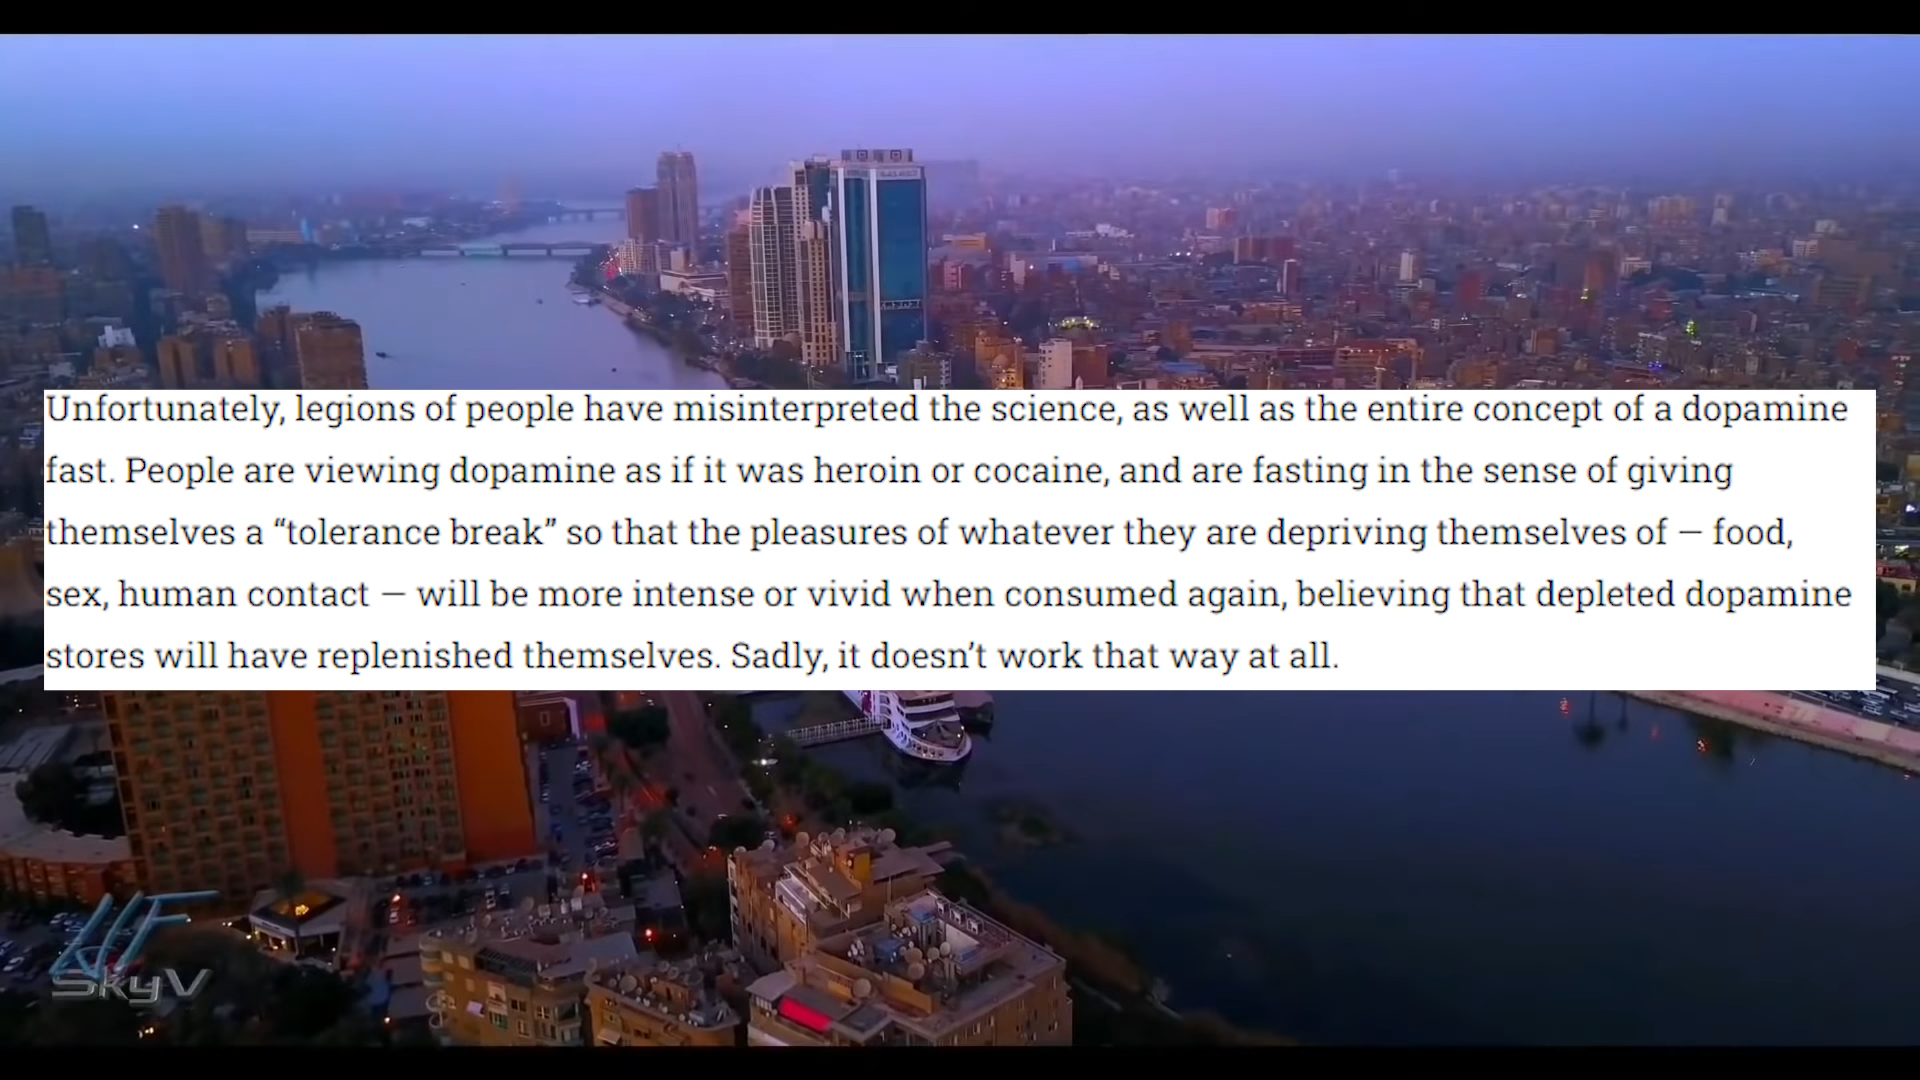 Unfortunately, legions of people have misinterpreted the science, as well as the entire concept of a dopamine
fast. People are viewing dopamine as if it was heroin or cocaine, and are fasting in the sense of giving
themselves a “tolerance break” so that the pleasures of whatever they are depriving themselves of — food,
sex, human contact — will be more intense or vivid when consumed again, believing that depleted dopamine
stores will have replenished themselves. Sadly, it doesn’t work that way at all.
SkyV